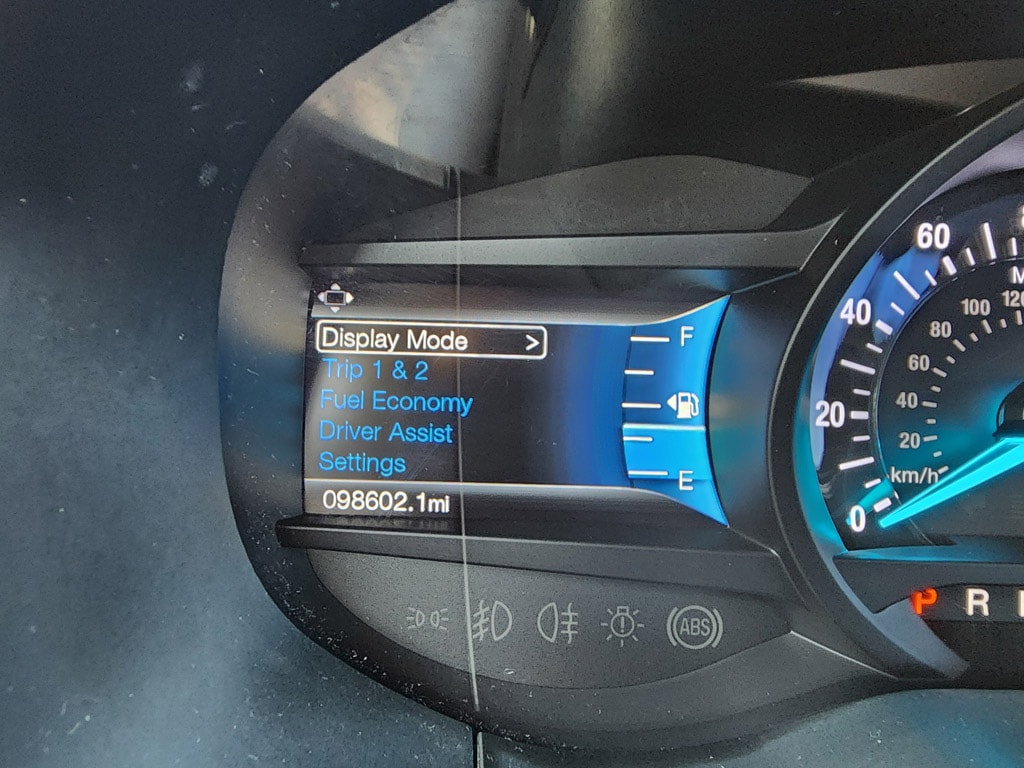 Display Mode >
Trip 1 & 2
Fuel Economy
Driver Assist
Settings
098602.1mi
F
E
60
40
20
0
100
80
60
40
20
km/h
P R
ABS